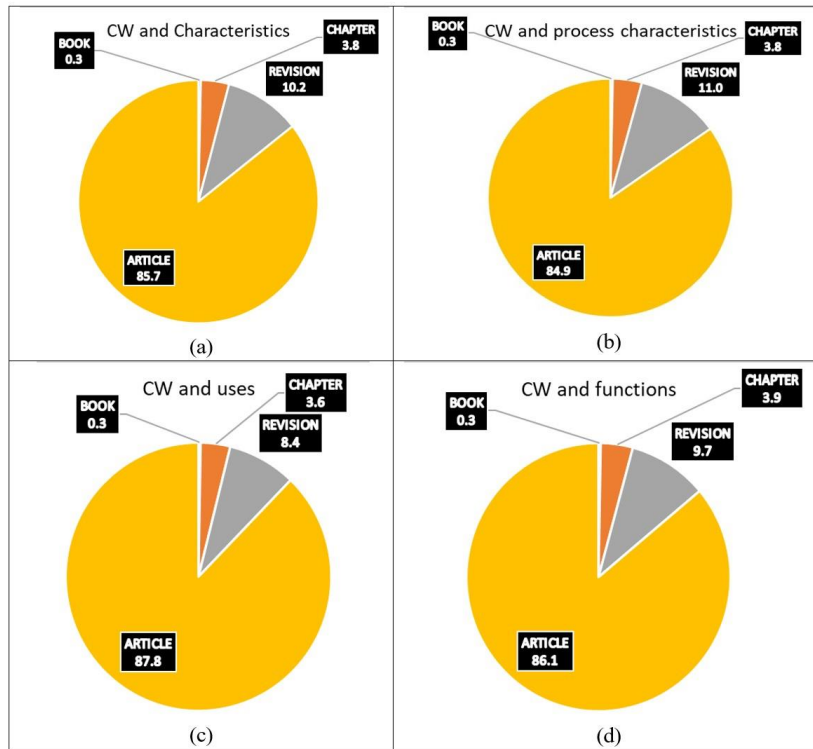 CW and Characteristics
BOOK
0.3
CHAPTER
3.8
REVISION
10.2
ARTICLE
85.7
(a)
CW and process characteristics
BOOK
0.3
CHAPTER
3.8
REVISION
11.0
ARTICLE
84.9
(b)
CW and uses
BOOK
0.3
CHAPTER
3.6
REVISION
8.4
ARTICLE
87.8
(c)
CW and functions
BOOK
0.3
CHAPTER
3.9
REVISION
9.7
ARTICLE
86.1
(d)